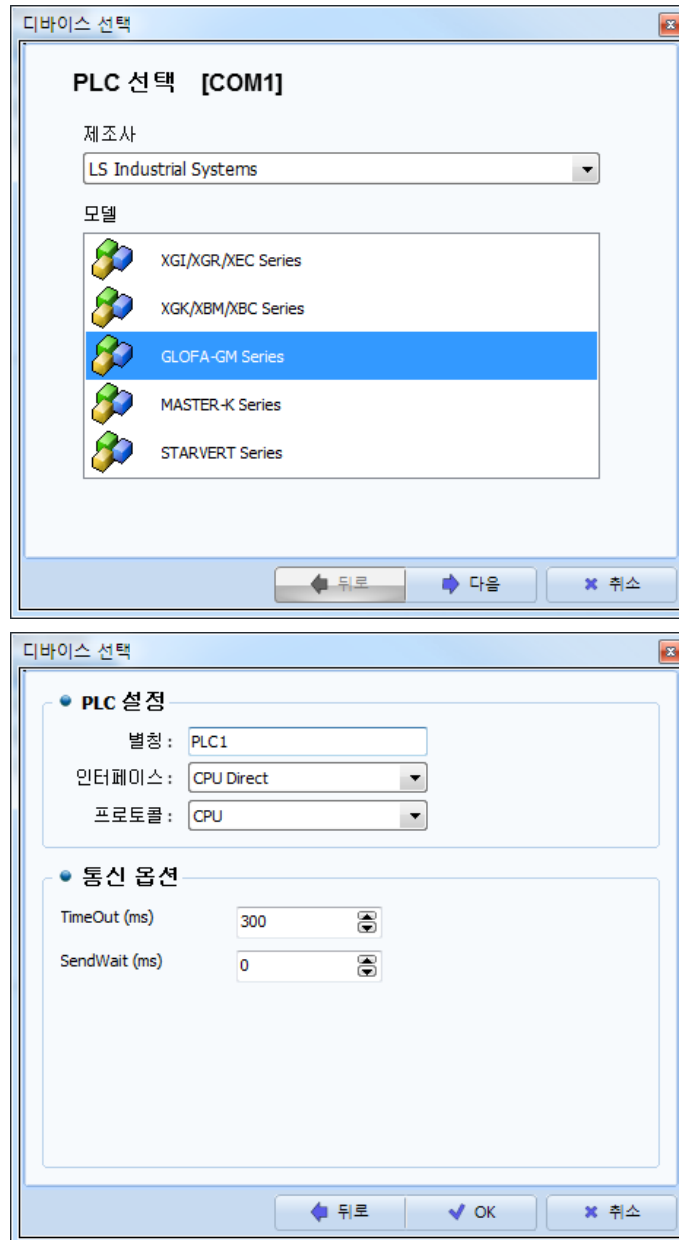 디바이스 선택
PLC 선택 [COM1]
제조사
LS Industrial Systems
모델
XGI/XGR/XEC Series
XGK/XBM/XBC Series
GLOFA-GM Series
MASTER-K Series
STARVERT Series
뒤로 다음 취소
디바이스 선택
PLC 설정
별칭 : PLC1
인터페이스 : CPU Direct
프로토콜 : CPU
통신 옵션
TimeOut (ms) 300
SendWait (ms) 0
뒤로 OK 취소